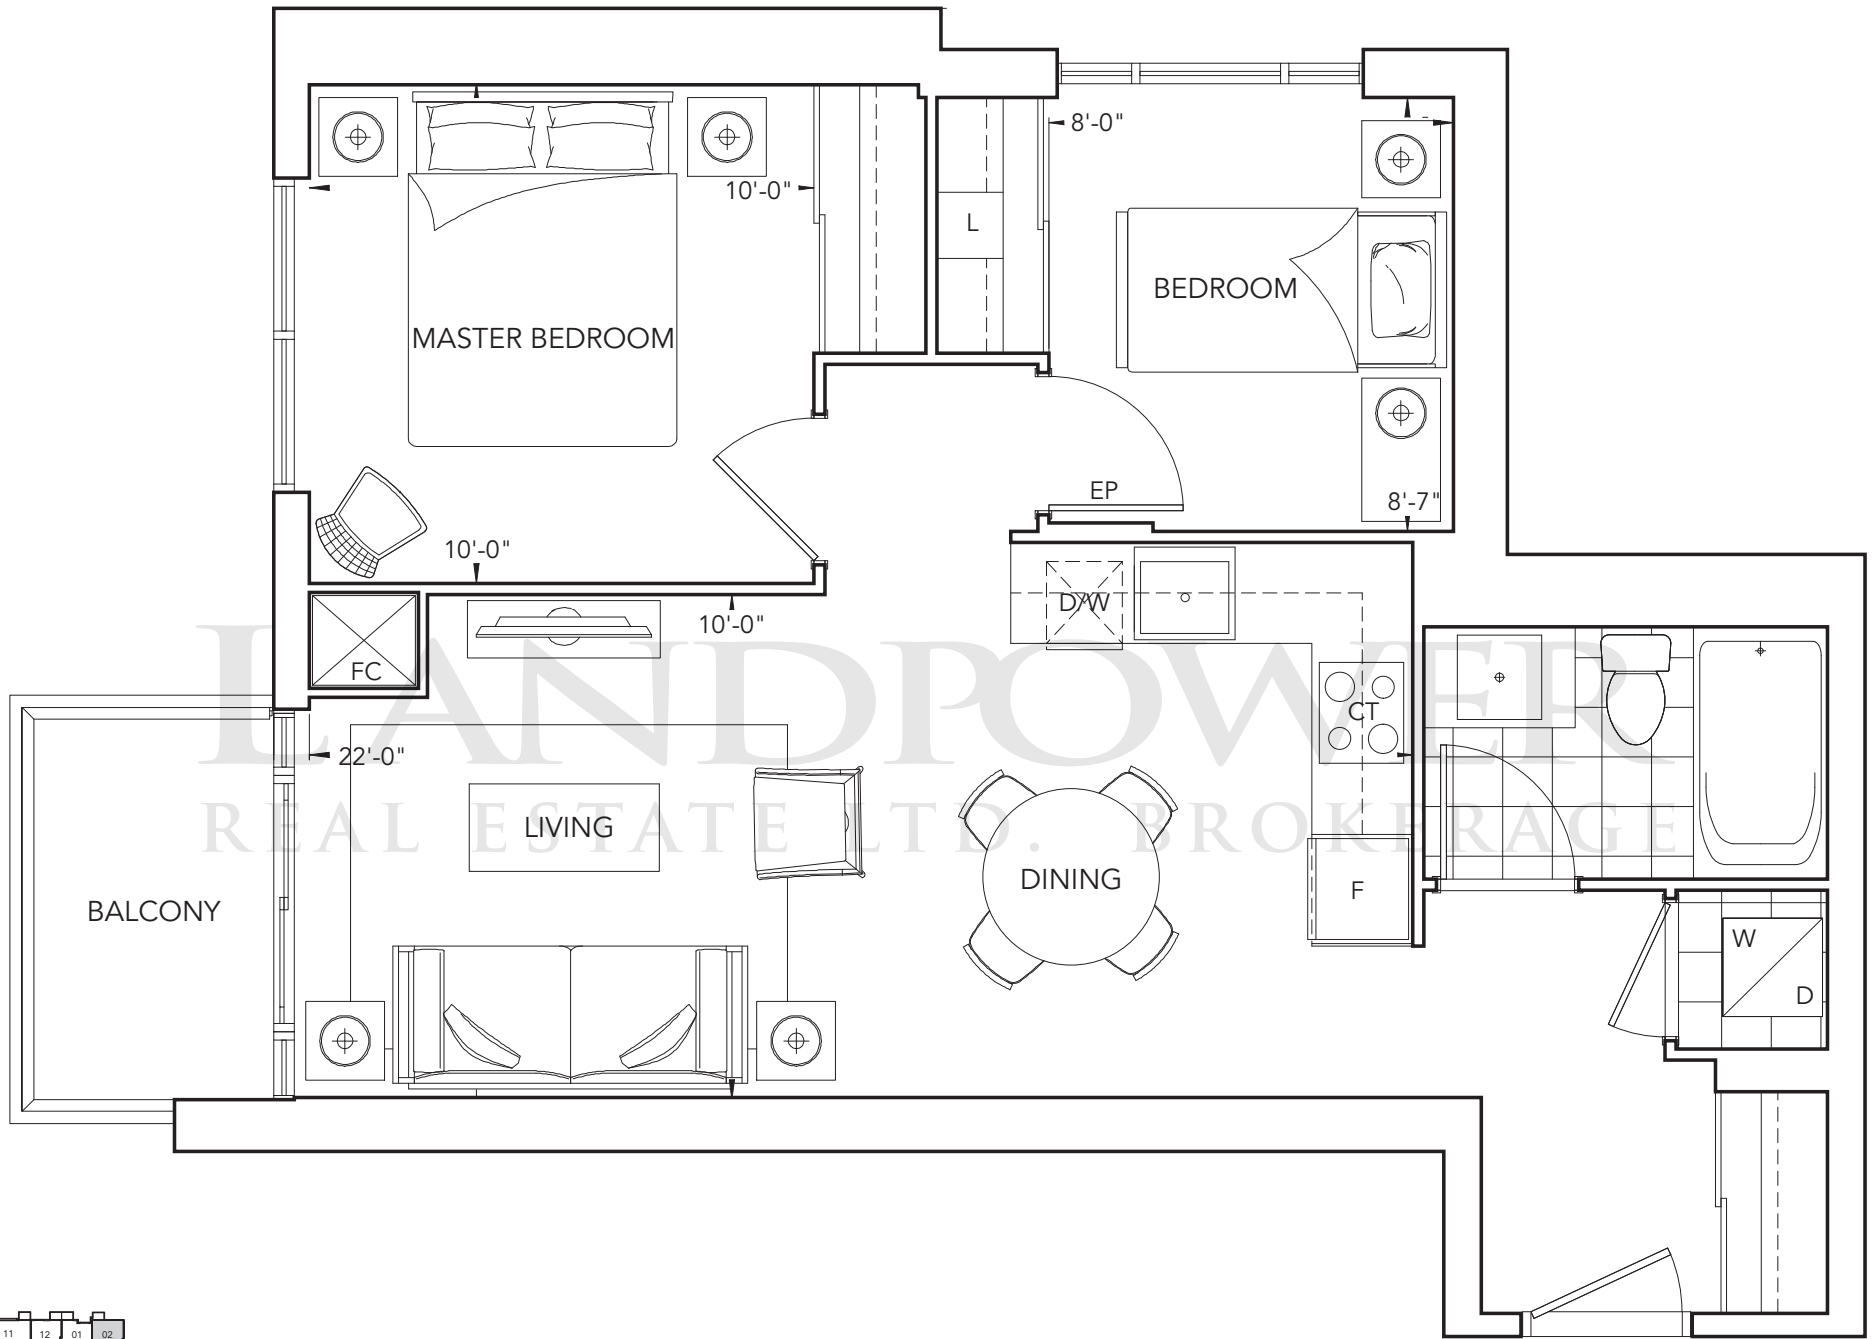 8'-0"
10'-0"
L
BEDROOM
MASTER BEDROOM
EP
8'-7"
10'-0"
D/W
10'-0"
FC
CT
22'-0"
LANDPOWER
REAL ESTATE LTD. BROKERAGE
LIVING
DINING
F
BALCONY
W
D
11 12 01 02